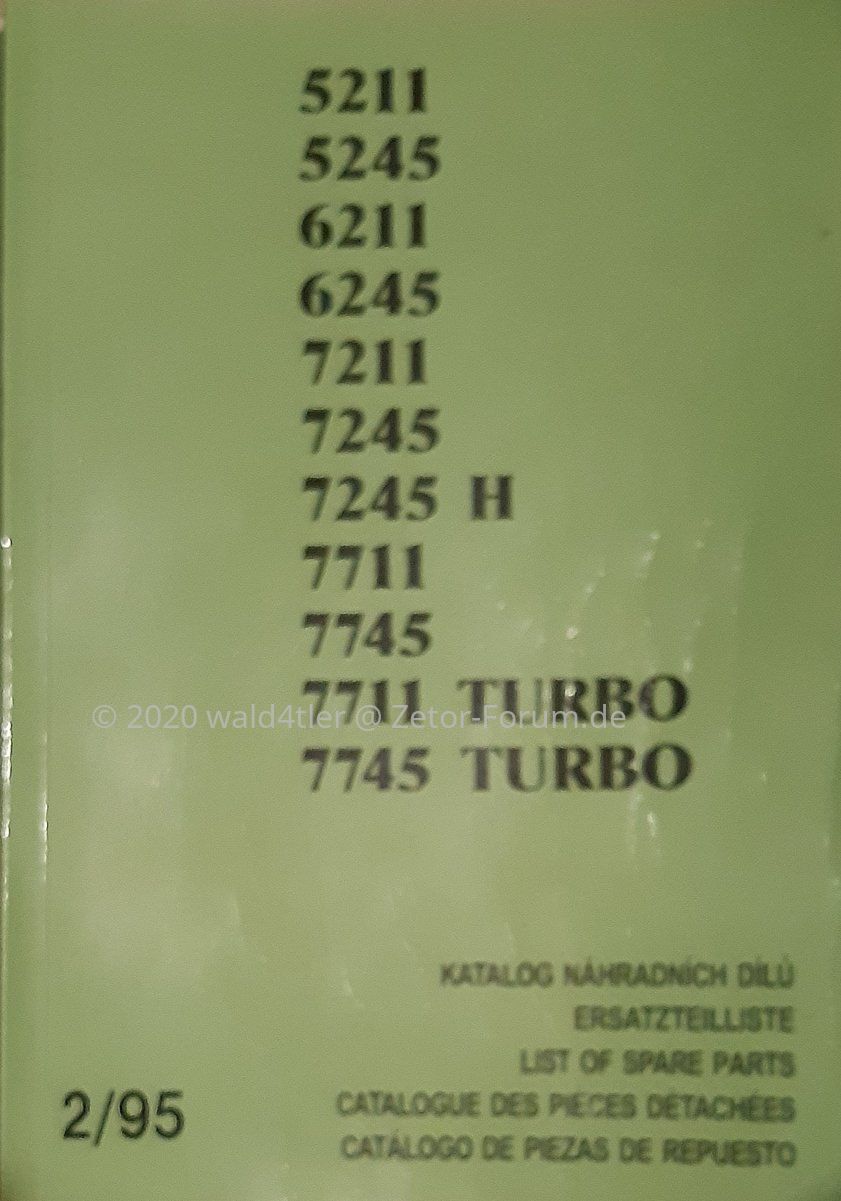 5211
5245
6211
6245
7211
7245
7245 H
7711
7745
7711 TURBO
© 2020 wald4tler @ Zetor-Forum.de
7745 TURBO
KATALOG NÁHRADNÍCH DÍLŮ
ERSATZTEILLISTE
LIST OF SPARE PARTS
2/95
CATALOGUE DES PIÈCES DÉTACHÉES
CATÁLOGO DE PIEZAS DE REPUESTO